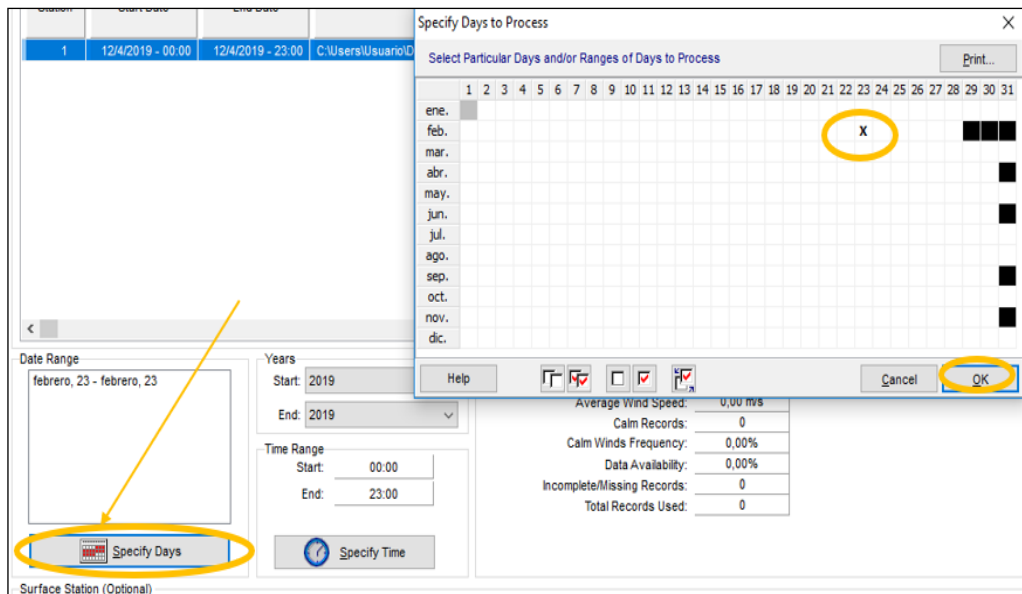 Station Start Date End Date
1 12/4/2019 - 00:00 12/4/2019 - 23:00 C:\Users\Usuario\D
Specify Days to Process
Select Particular Days and/or Ranges of Days to Process
Print...
1 2 3 4 5 6 7 8 9 10 11 12 13 14 15 16 17 18 19 20 21 22 23 24 25 26 27 28 29 30 31
ene.
feb. X
mar.
abr.
may.
jun.
jul.
ago.
sep.
oct.
nov.
dic.
Help Cancel OK
Date Range
febrero, 23 - febrero, 23
Specify Days
Years
Start: 2019
End: 2019
Time Range
Start: 00:00
End: 23:00
Specify Time
Average Wind Speed: 0,00 m/s
Calm Records: 0
Calm Winds Frequency: 0,00%
Data Availability: 0,00%
Incomplete/Missing Records: 0
Total Records Used: 0
Surface Station (Optional)